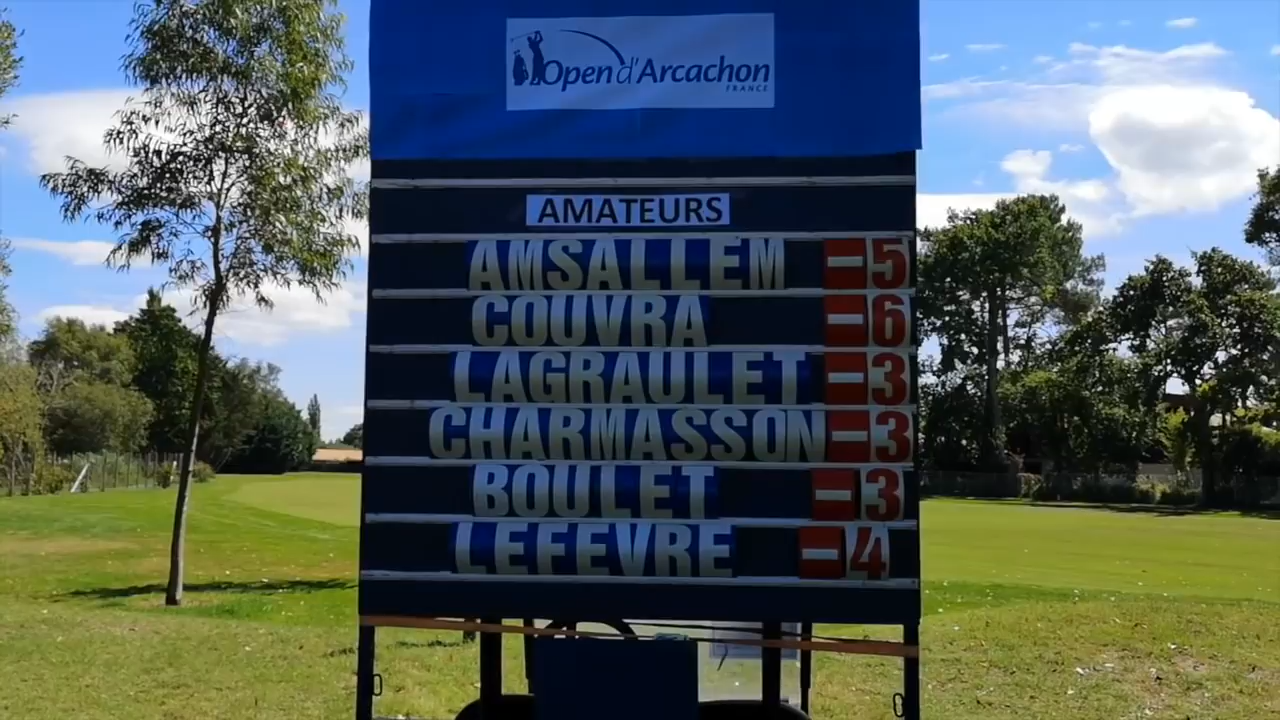 Open d'Arcachon
FRANCE
AMATEURS
AMSALLEM -5
COUVRA -6
LAGRAULET -3
CHARMASSON -3
BOULET -3
LEFEVRE -4